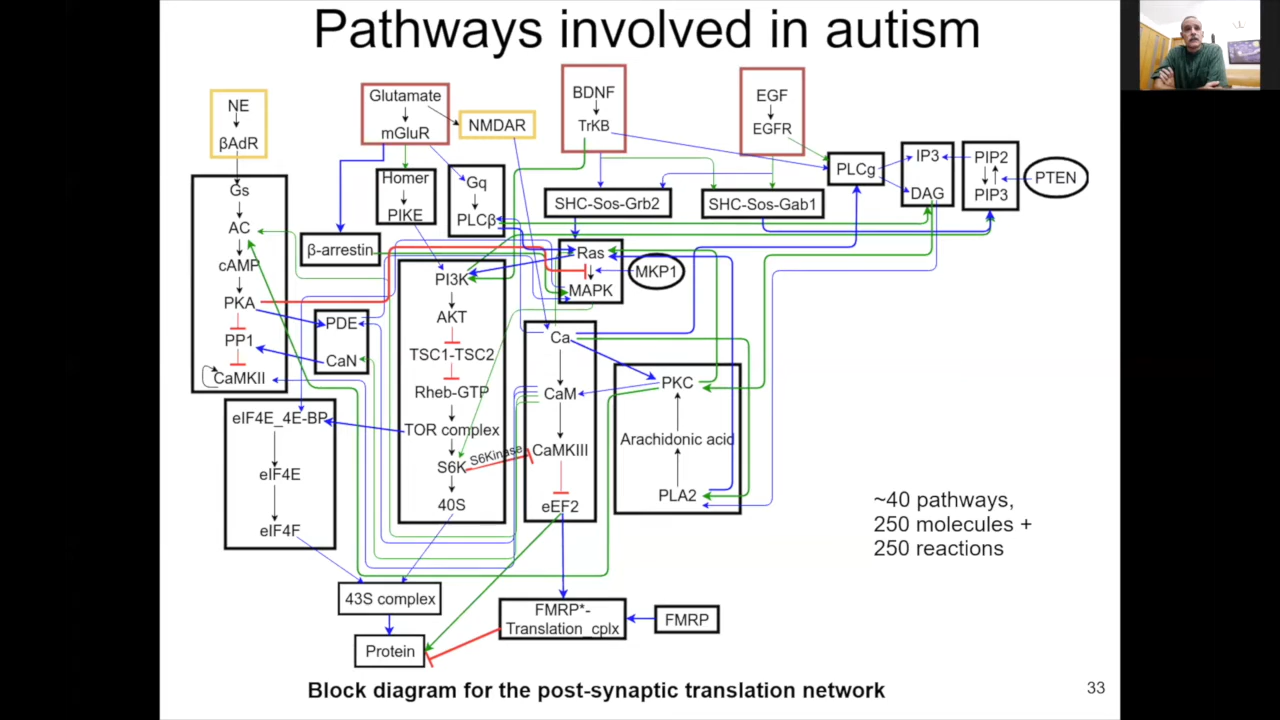 Pathways involved in autism
NE
βAdR
Glutamate
mGluR
NMDAR
BDNF
TrKB
EGF
EGFR
PLCg
IP3
DAG
PIP2
PIP3
PTEN
Gs
AC
cAMP
PKA
PP1
CaMKII
Homer
PIKE
Gq
PLCβ
SHC-Sos-Grb2
SHC-Sos-Gab1
β-arrestin
Ras
MAPK
MKP1
PDE
CaN
PI3K
AKT
TSC1-TSC2
Rheb-GTP
TOR complex
S6K
40S
S6Kinase
Ca
CaM
CaMKIII
eEF2
PKC
Arachidonic acid
PLA2
eIF4E_4E-BP
eIF4E
eIF4F
~40 pathways,
250 molecules +
250 reactions
43S complex
Protein
FMRP*-
Translation_cplx
FMRP
Block diagram for the post-synaptic translation network
33